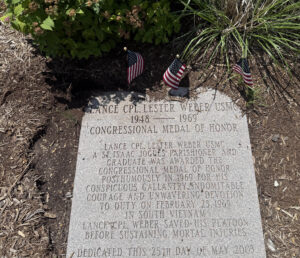 LANCE CPL. LESTER WEBER USMC
1948 — 1969
CONGRESSIONAL MEDAL OF HONOR
LANCE CPL. LESTER WEBER USMC
A ST. ISAAC JOGUES PARISHIONER AND
GRADUATE WAS AWARDED THE
CONGRESSIONAL MEDAL OF HONOR
POSTHUMOUSLY IN 1969 FOR HIS
CONSPICUOUS GALLANTRY, INDOMITABLE
COURAGE AND UNWAVERING DEVOTION
TO DUTY ON FEBRUARY 23, 1969
IN SOUTH VIETNAM
LANCE CPL. WEBER SAVED HIS PLATOON
BEFORE SUSTAINING MORTAL INJURIES.
DEDICATED THIS 25TH DAY OF MAY 2009